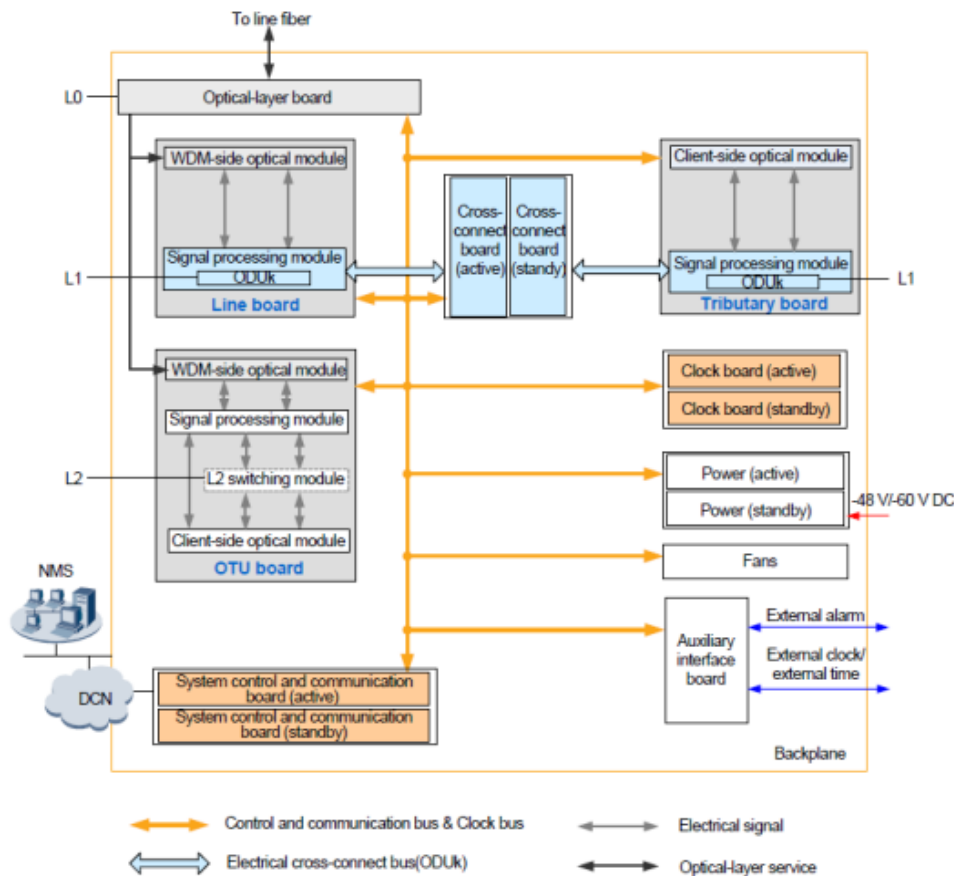 To line fiber
L0
Optical-layer board
WDM-side optical module
Client-side optical module
Cross-
connect
board
(active)
Cross-
connect
board
(standy)
Signal processing module
ODUk
L1
Line board
Signal processing module
ODUk
L1
Tributary board
WDM-side optical module
Signal processing module
L2
L2 switching module
Client-side optical module
OTU board
Clock board (active)
Clock board (standby)
Power (active)
Power (standby)
-48 V/-60 V DC
Fans
NMS
DCN
Auxiliary
interface
board
External alarm
External clock/
external time
System control and communication
board (active)
System control and communication
board (standby)
Backplane
Control and communication bus & Clock bus
Electrical signal
Electrical cross-connect bus(ODUk)
Optical-layer service